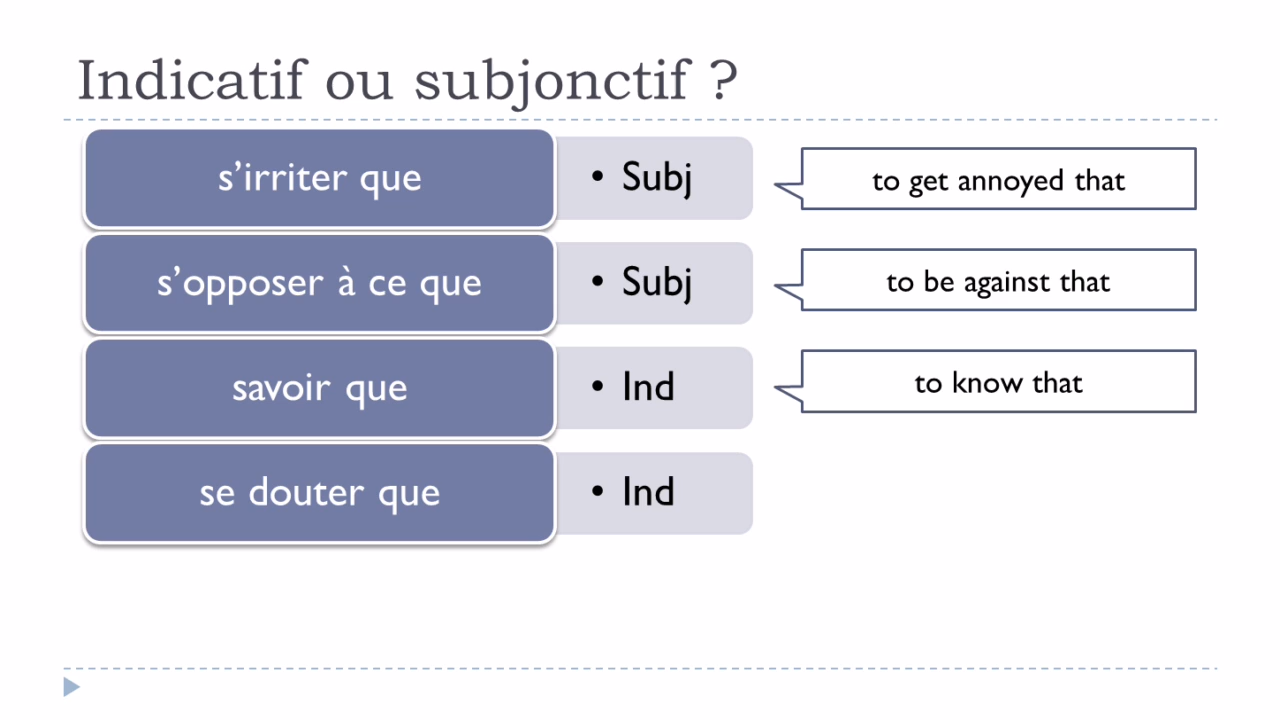 Indicatif ou subjonctif ?
s’irriter que
• Subj
to get annoyed that
s’opposer à ce que
• Subj
to be against that
savoir que
• Ind
to know that
se douter que
• Ind